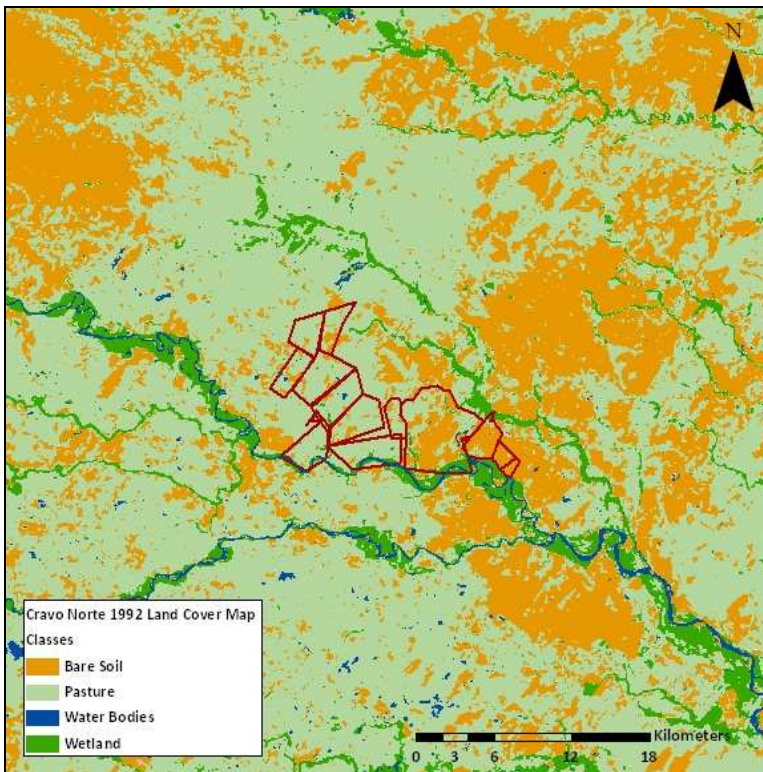 N
Cravo Norte 1992 Land Cover Map
Classes
Bare Soil
Pasture
Water Bodies
Wetland
Kilometers
0 3 6 12 18